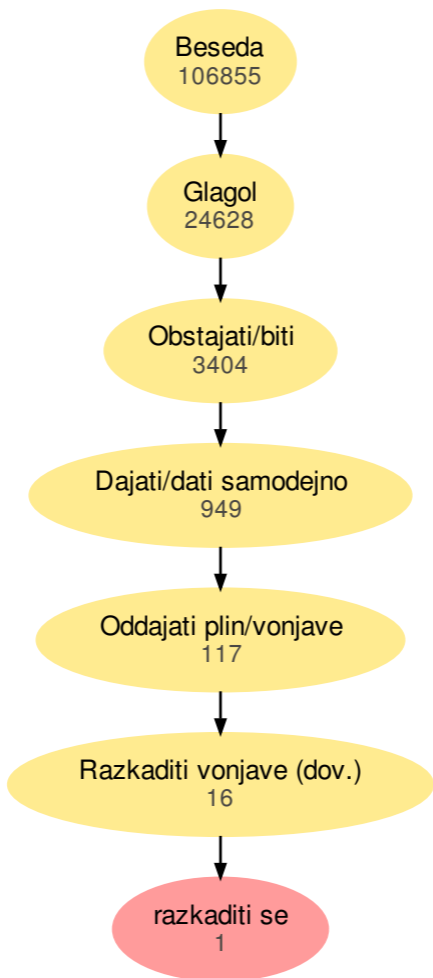 Beseda
106855
Glagol
24628
Obstajati/biti
3404
Dajati/dati samodejno
949
Oddajati plin/vonjave
117
Razkaditi vonjave (dov.)
16
razkaditi se
1